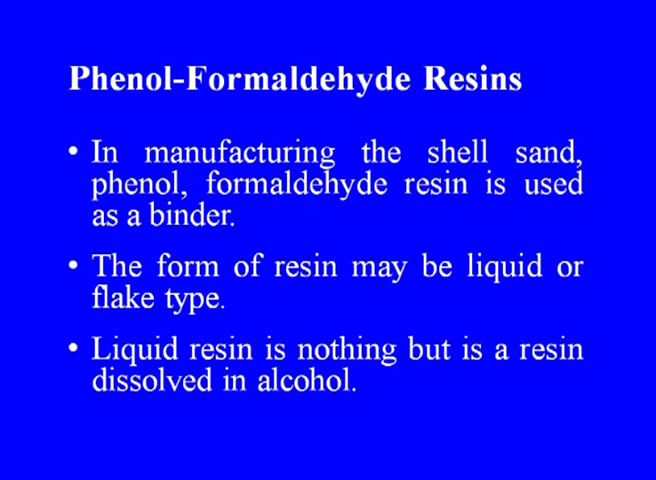 Phenol-Formaldehyde Resins
• In manufacturing the shell sand,
phenol, formaldehyde resin is used
as a binder.
• The form of resin may be liquid or
flake type.
• Liquid resin is nothing but is a resin
dissolved in alcohol.